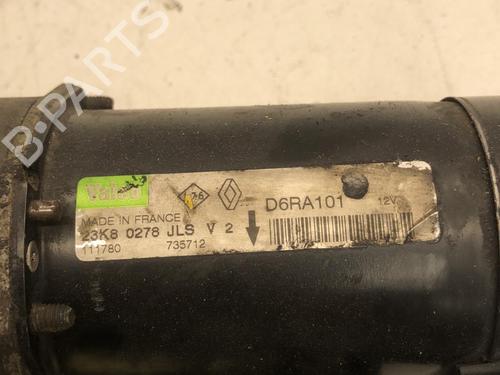 Valeo
D6RA101 12V
MADE IN FRANCE
23K8 0278 JLS V 2
111780 735712
B-PARTS